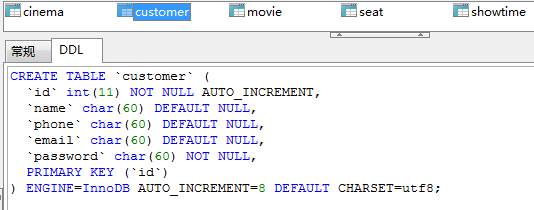 cinema customer movie seat showtime
常规 DDL
CREATE TABLE `customer` (
`id` int(11) NOT NULL AUTO_INCREMENT,
`name` char(60) DEFAULT NULL,
`phone` char(60) DEFAULT NULL,
`email` char(60) DEFAULT NULL,
`password` char(60) NOT NULL,
PRIMARY KEY (`id`)
) ENGINE=InnoDB AUTO_INCREMENT=8 DEFAULT CHARSET=utf8;